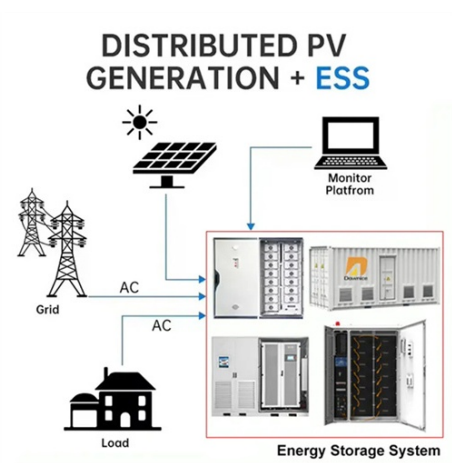 DISTRIBUTED PV
GENERATION + ESS
Monitor
Platfrom
Grid
AC
AC
Load
Energy Storage System